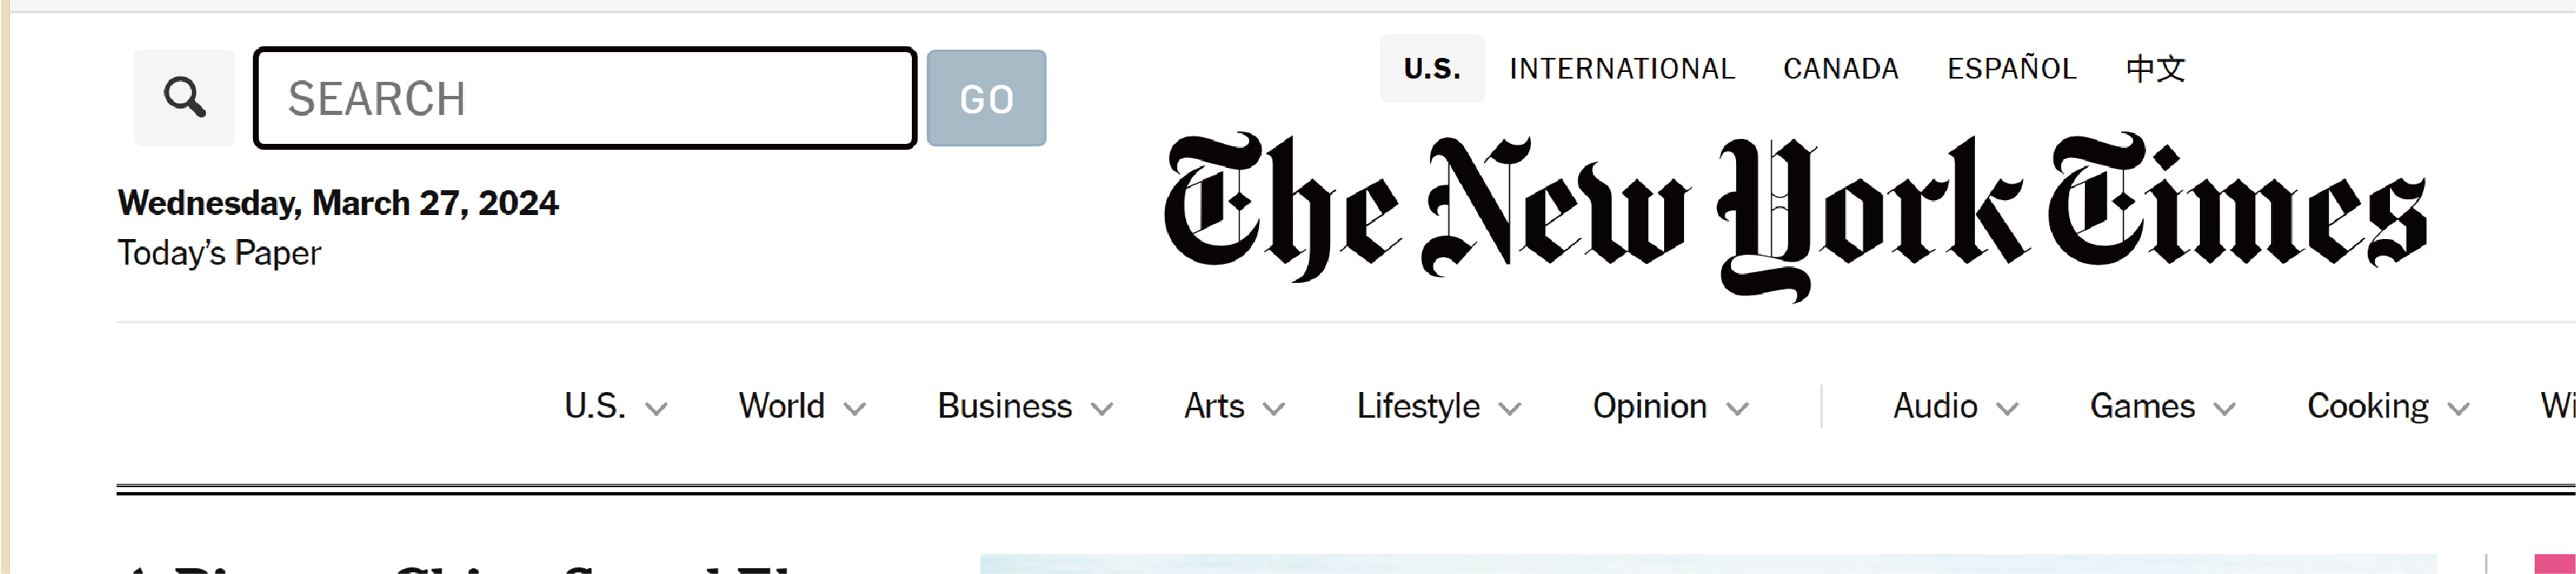 SEARCH GO
U.S. INTERNATIONAL CANADA ESPAÑOL 中文
The New York Times
Wednesday, March 27, 2024
Today's Paper
U.S. World Business Arts Lifestyle Opinion Audio Games Cooking